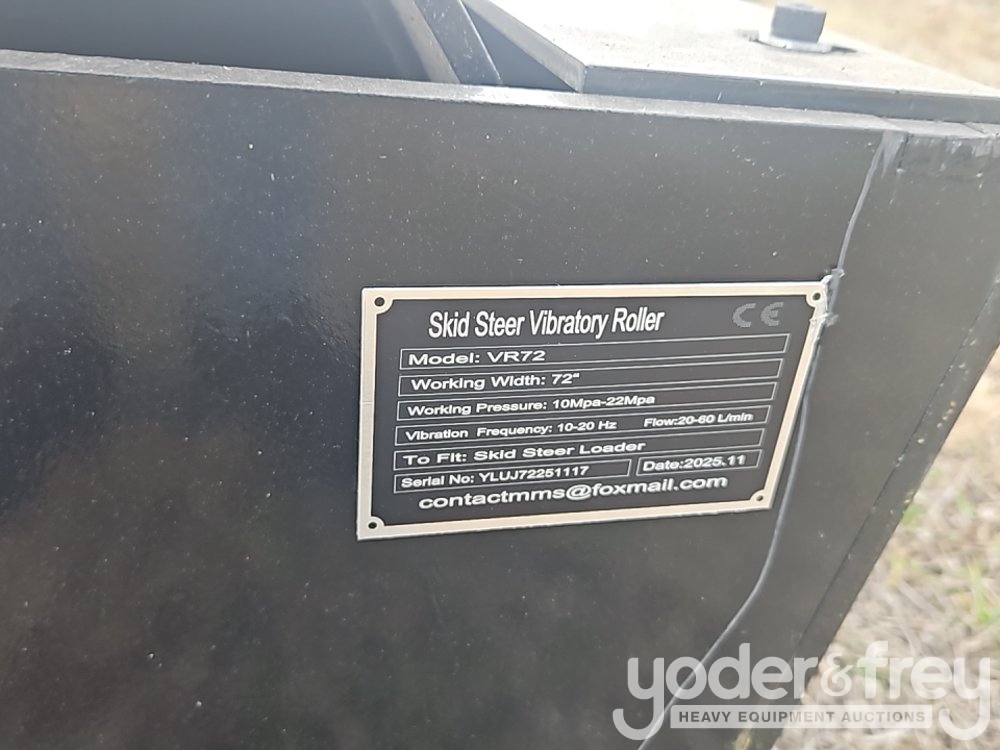 Skid Steer Vibratory Roller CE
Model: VR72
Working Width: 72"
Working Pressure: 10Mpa-22Mpa
Vibration Frequency: 10-20 Hz Flow:20-60 L/min
To Fit: Skid Steer Loader
Serial No: YLUJ72251117 Date:2025.11
contactmms@foxmail.com
yoder&frey
HEAVY EQUIPMENT AUCTIONS